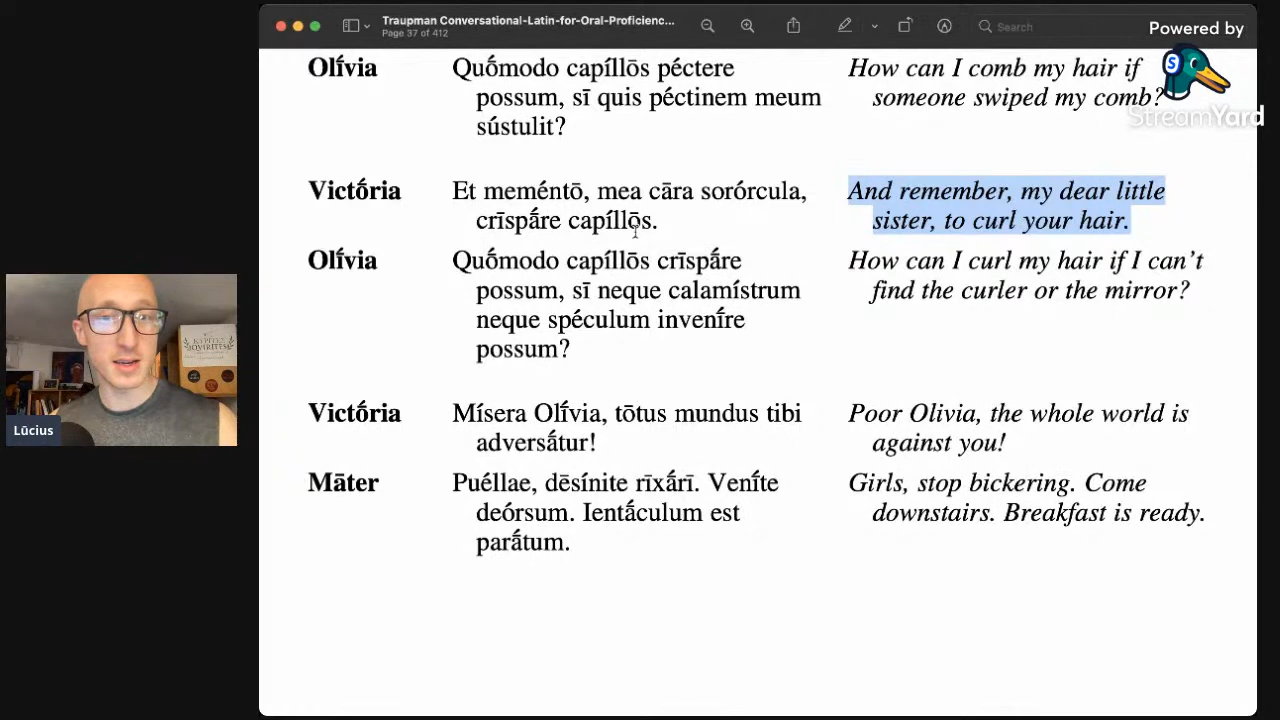 Traupman Conversational-Latin-for-Oral-Proficienc...
Page 37 of 412
Search
Powered by
S
StreamYard
Olī́via Quṓmodo capíllōs péctere How can I comb my hair if
possum, sī quis péctinem meum someone swiped my comb?
sústulit?
Victṓria Et meméntō, mea cāra sorórcula, And remember, my dear little
crīspā́re capíllōs. sister, to curl your hair.
Olī́via Quṓmodo capíllōs crīspā́re How can I curl my hair if I can't
possum, sī neque calamístrum find the curler or the mirror?
neque spéculum invenī́re
possum?
Victṓria Mísera Olī́via, tōtus mundus tibi Poor Olivia, the whole world is
adversā́tur! against you!
Māter Puéllae, dēsínite rīxā́rī. Venī́te Girls, stop bickering. Come
deórsum. Ientā́culum est downstairs. Breakfast is ready.
parā́tum.
Lūcius